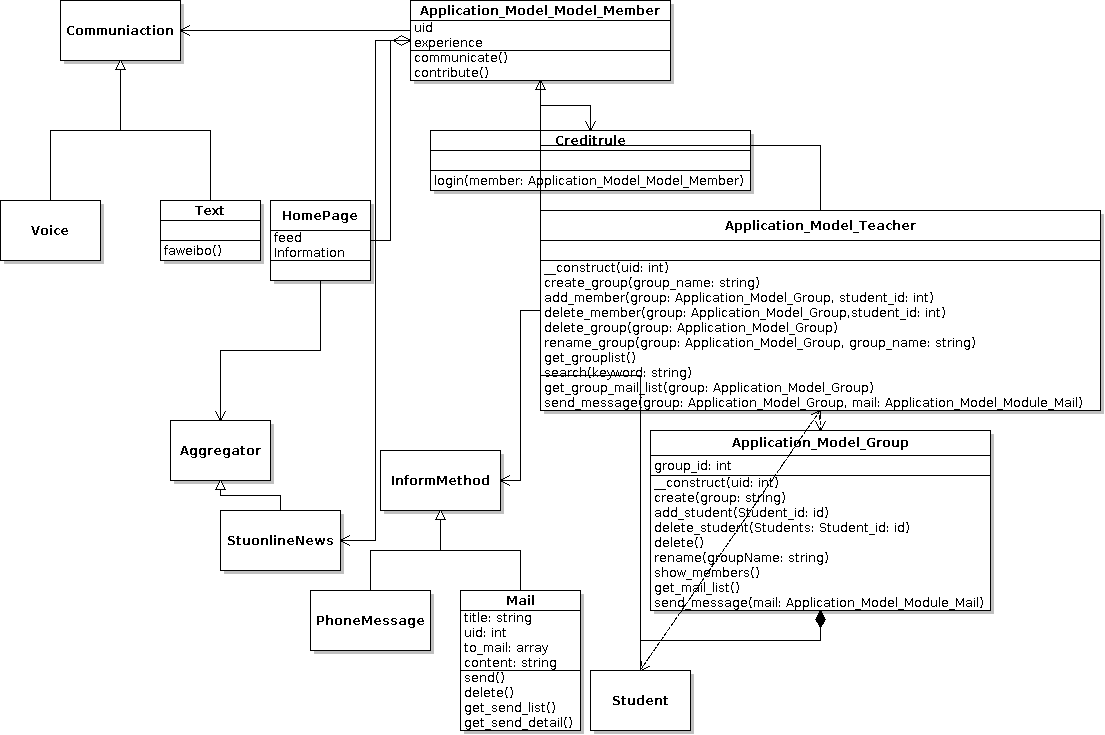 Communiaction
Application_Model_Model_Member
uid
experience
communicate()
contribute()
Creditrule
login(member: Application_Model_Model_Member)
Voice
Text
faweibo()
HomePage
feed
Information
Application_Model_Teacher
__construct(uid: int)
create_group(group_name: string)
add_member(group: Application_Model_Group, student_id: int)
delete_member(group: Application_Model_Group,student_id: int)
delete_group(group: Application_Model_Group)
rename_group(group: Application_Model_Group, group_name: string)
get_grouplist()
search(keyword: string)
get_group_mail_list(group: Application_Model_Group)
send_message(group: Application_Model_Group, mail: Application_Model_Module_Mail)
Aggregator
StuonlineNews
InformMethod
Application_Model_Group
group_id: int
__construct(uid: int)
create(group: string)
add_student(Student_id: id)
delete_student(Students: Student_id: id)
delete()
rename(groupName: string)
show_members()
get_mail_list()
send_message(mail: Application_Model_Module_Mail)
PhoneMessage
Mail
title: string
uid: int
to_mail: array
content: string
send()
delete()
get_send_list()
get_send_detail()
Student